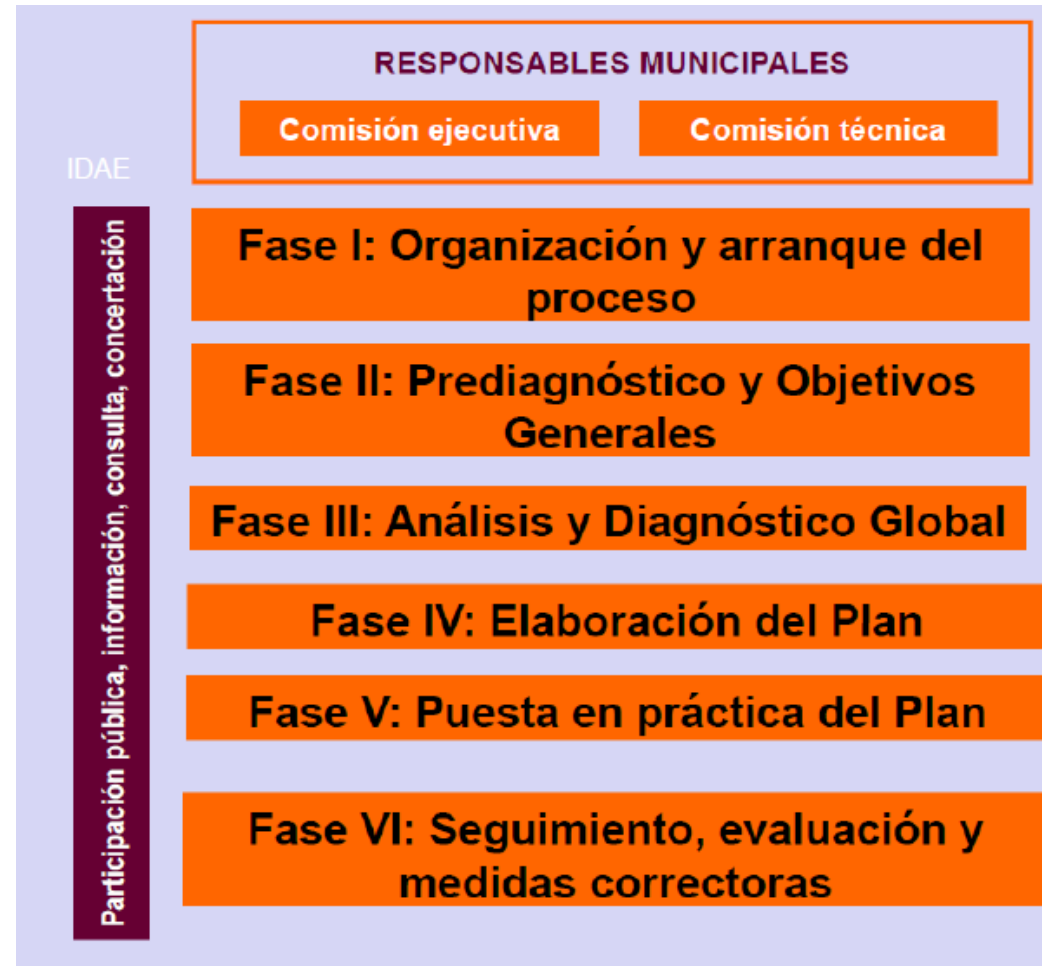 RESPONSABLES MUNICIPALES
Comisión ejecutiva
Comisión técnica
IDAE
Participación pública, información, consulta, concertación
Fase I: Organización y arranque del
proceso
Fase II: Prediagnóstico y Objetivos
Generales
Fase III: Análisis y Diagnóstico Global
Fase IV: Elaboración del Plan
Fase V: Puesta en práctica del Plan
Fase VI: Seguimiento, evaluación y
medidas correctoras